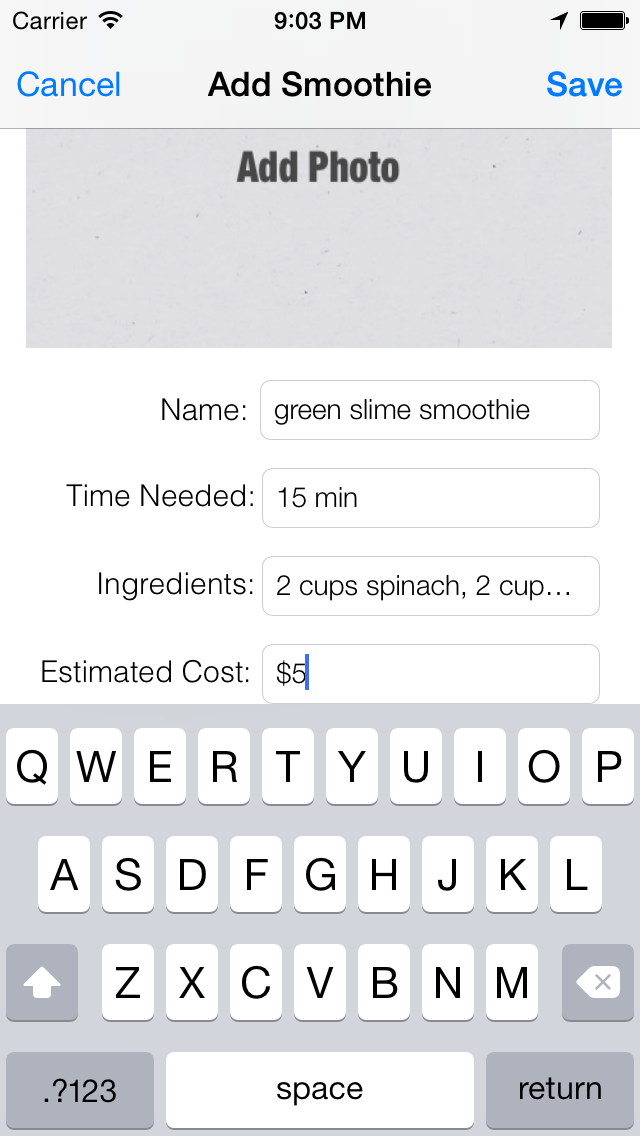 Carrier 9:03 PM
Cancel Add Smoothie Save
Add Photo
Name: green slime smoothie
Time Needed: 15 min
Ingredients: 2 cups spinach, 2 cup...
Estimated Cost: $5
Q W E R T Y U I O P
A S D F G H J K L
Z X C V B N M
.?123 space return